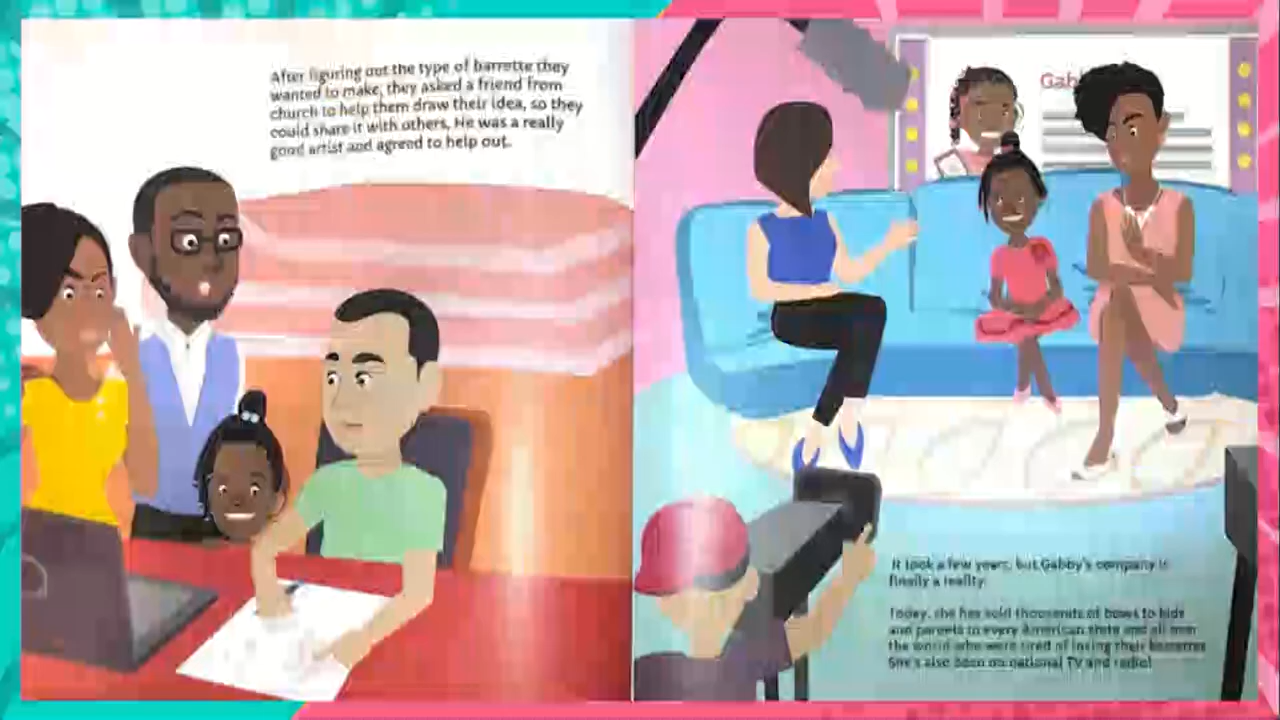 After figuring out the type of barrette they
wanted to make, they asked a friend from
church to help them draw their idea, so they
could share it with others. He was a really
good artist and agreed to help out.
Gabb
It took a few years, but Gabby's company is
finally a reality.
Today, she has sold thousands of bows to kids
and parents in every American state and all over
the world who were tired of losing their barrettes
She's also been on national TV and radio!